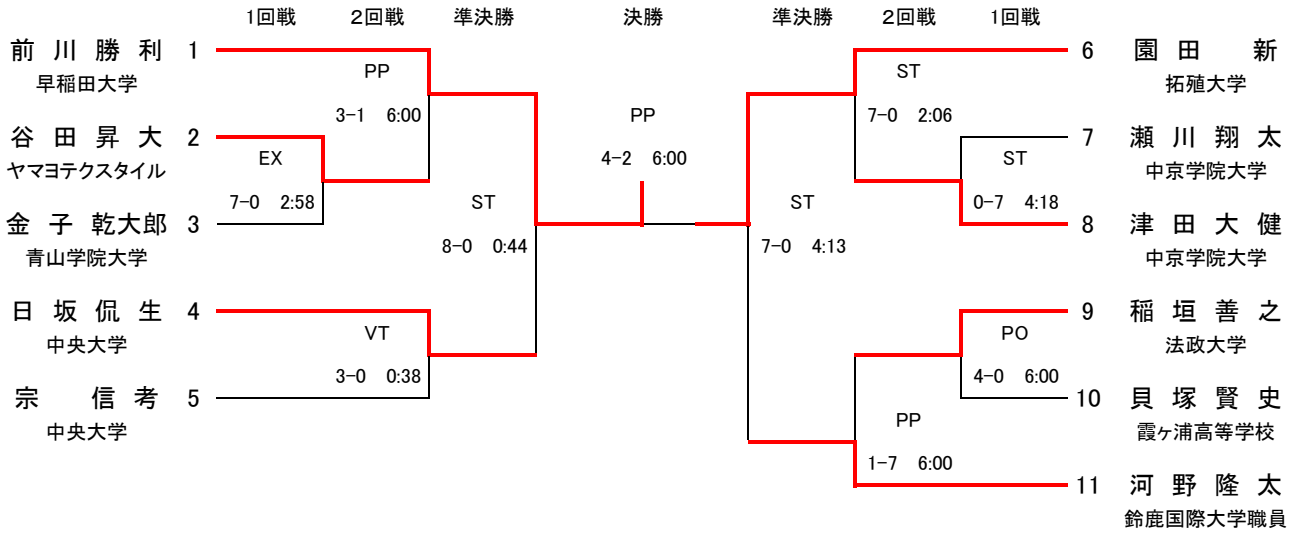 1回戦 2回戦 準決勝 決勝 準決勝 2回戦 1回戦
前川勝利 1
早稲田大学
PP
3-1 6:00
谷田昇大 2
ヤマヨテクスタイル
EX
7-0 2:58
金子乾大郎 3
青山学院大学
ST
8-0 0:44
日坂侃生 4
中央大学
VT
3-0 0:38
宗信考 5
中央大学
PP
4-2 6:00
6 園田新
拓殖大学
ST
7-0 2:06
7 瀬川翔太
中京学院大学
ST
0-7 4:18
8 津田大健
中京学院大学
ST
7-0 4:13
9 稲垣善之
法政大学
PO
4-0 6:00
10 貝塚賢史
霞ヶ浦高等学校
PP
1-7 6:00
11 河野隆太
鈴鹿国際大学職員